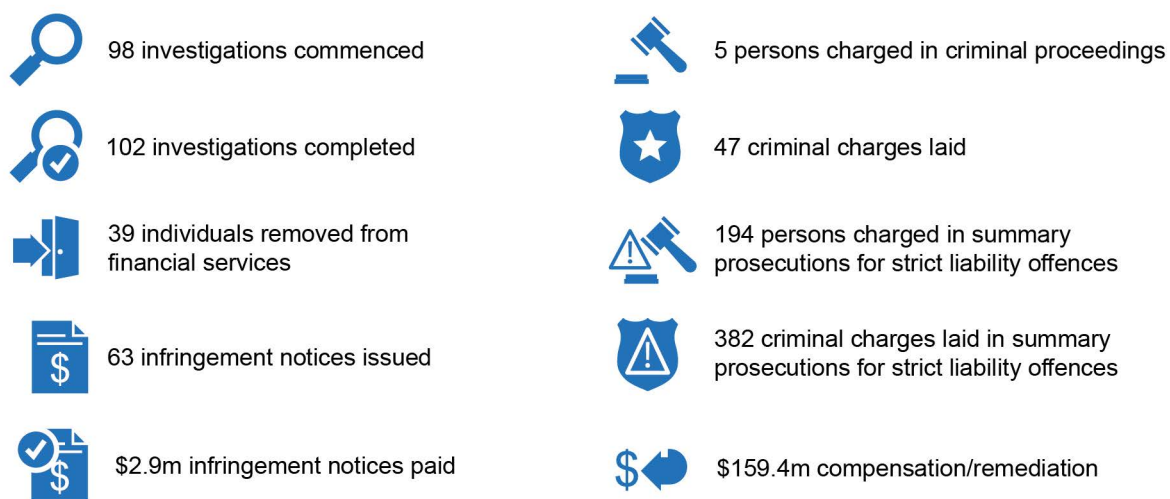 98 investigations commenced
102 investigations completed
39 individuals removed from
financial services
63 infringement notices issued
$
$2.9m infringement notices paid
$
5 persons charged in criminal proceedings
47 criminal charges laid
194 persons charged in summary
prosecutions for strict liability offences
!
382 criminal charges laid in summary
prosecutions for strict liability offences
!
$159.4m compensation/remediation
$